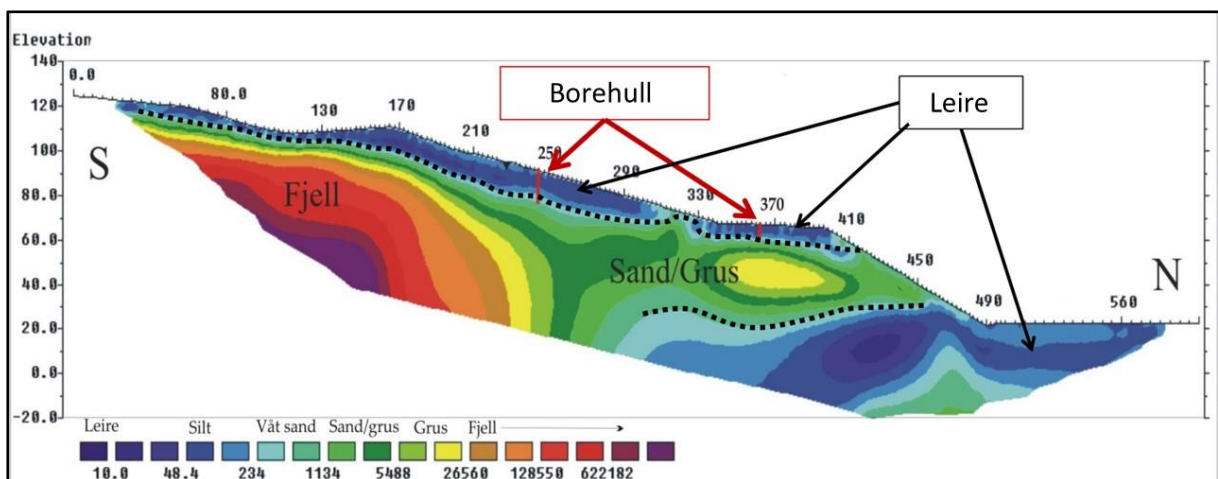 Elevation
140
120
100
80.0
60.0
40.0
20.0
0.0
-20.0
0.0
80.0
130
170
210
250
290
330
370
410
450
490
560
Borehull
Leire
S
Fjell
Sand/Grus
N
Leire Silt Våt sand Sand/grus Grus Fjell
10.0 48.4 234 1134 5488 26560 128550 622182